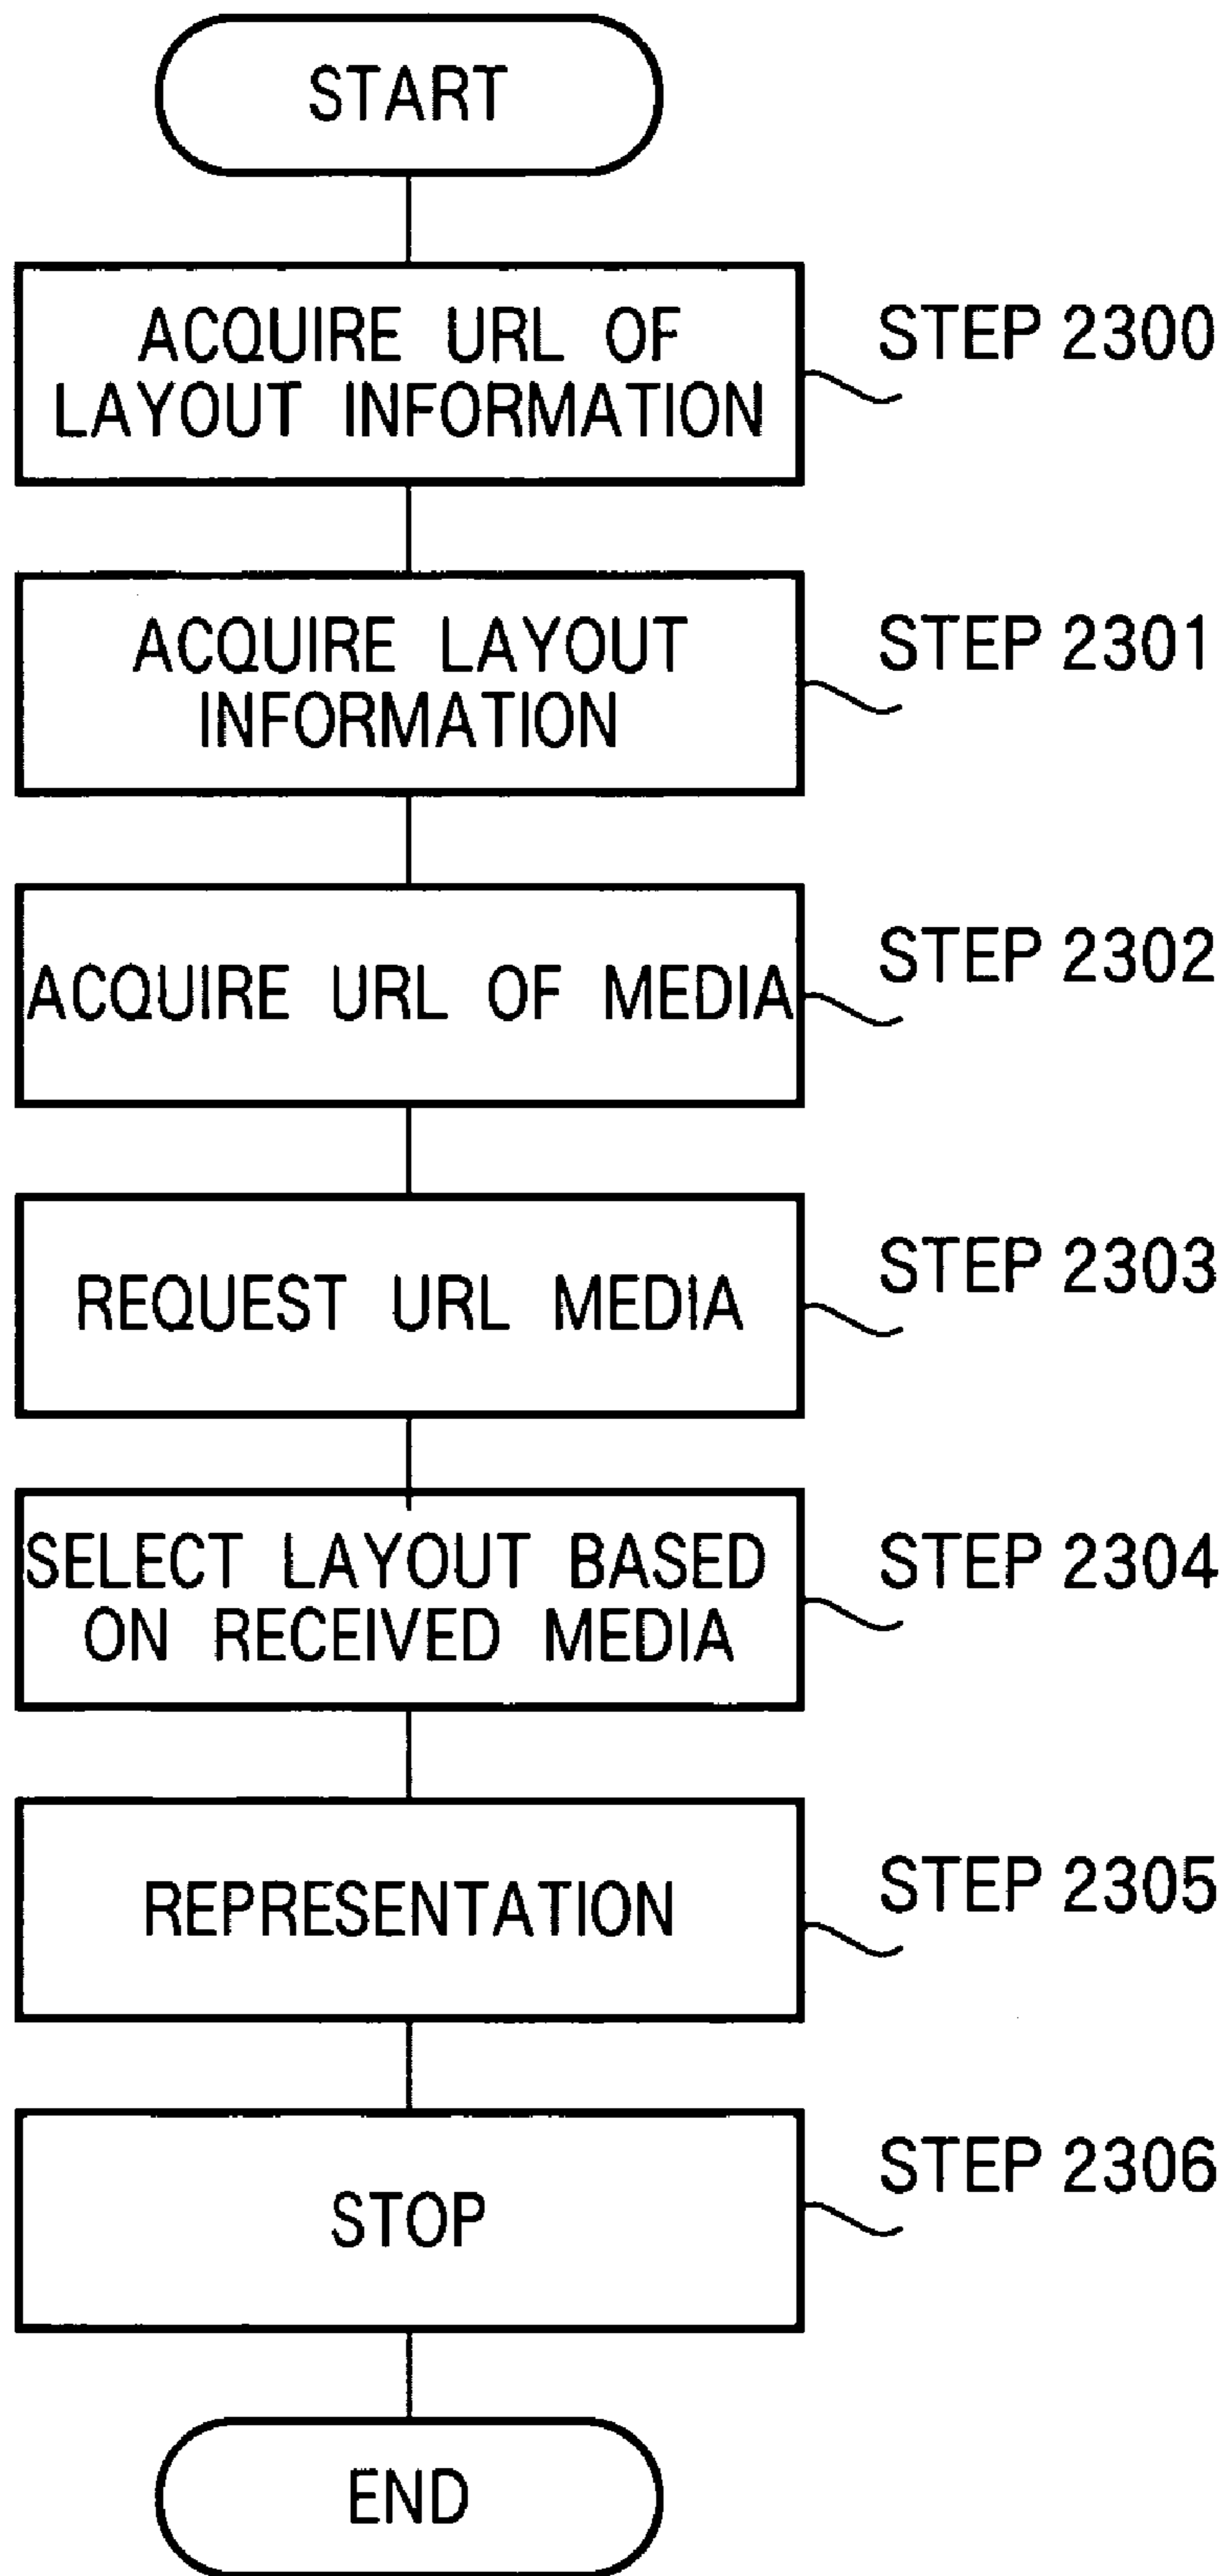 START
ACQUIRE URL OF
LAYOUT INFORMATION
STEP 2300
ACQUIRE LAYOUT
INFORMATION
STEP 2301
ACQUIRE URL OF MEDIA
STEP 2302
REQUEST URL MEDIA
STEP 2303
SELECT LAYOUT BASED
ON RECEIVED MEDIA
STEP 2304
REPRESENTATION
STEP 2305
STOP
STEP 2306
END